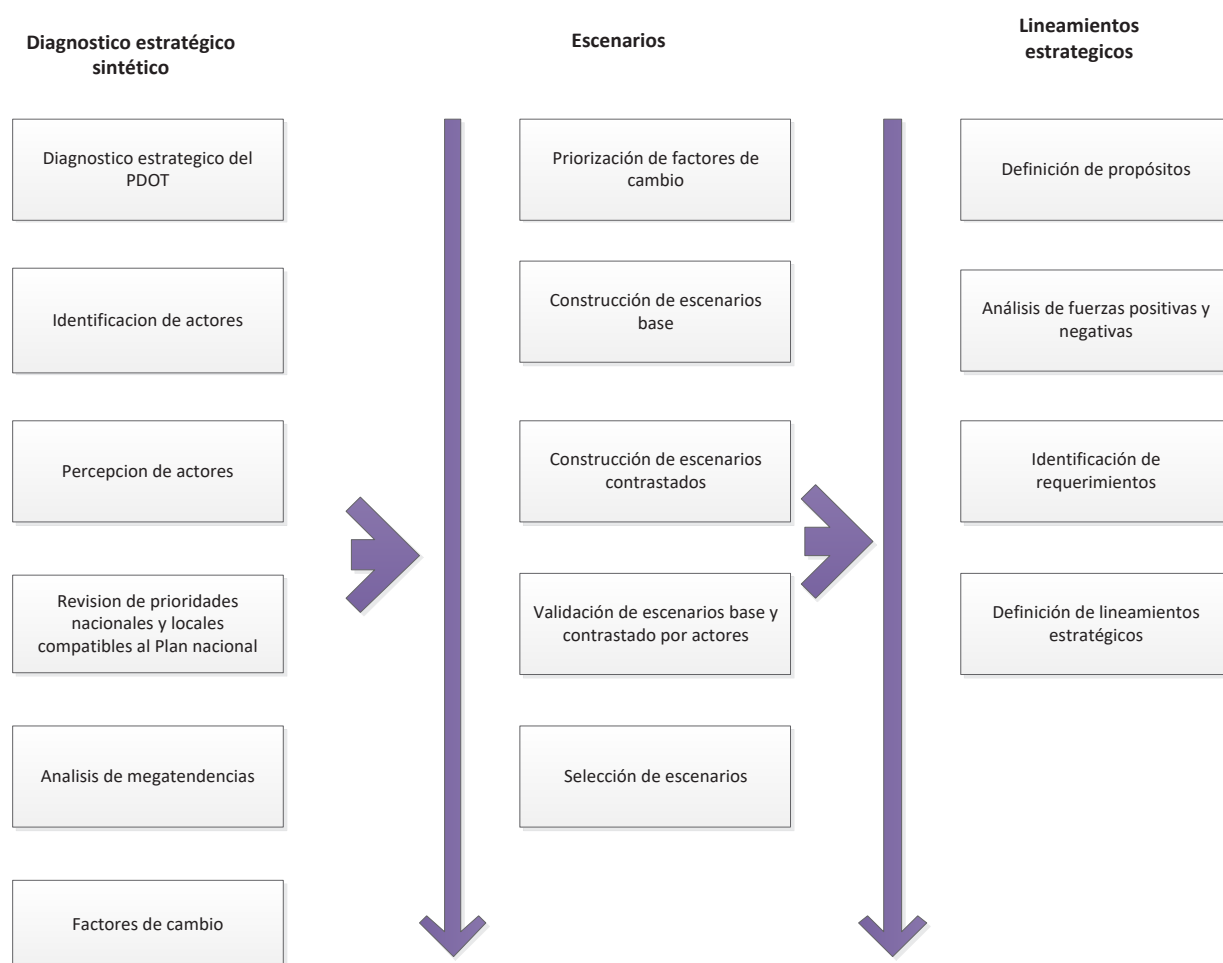 Diagnostico estratégico
sintético
Diagnostico estrategico del
PDOT
Identificacion de actores
Percepcion de actores
Revision de prioridades
nacionales y locales
compatibles al Plan nacional
Analisis de megatendencias
Factores de cambio
Escenarios
Priorización de factores de
cambio
Construcción de escenarios
base
Construcción de escenarios
contrastados
Validación de escenarios base y
contrastado por actores
Selección de escenarios
Lineamientos
estrategicos
Definición de propósitos
Análisis de fuerzas positivas y
negativas
Identificación de
requerimientos
Definición de lineamientos
estratégicos